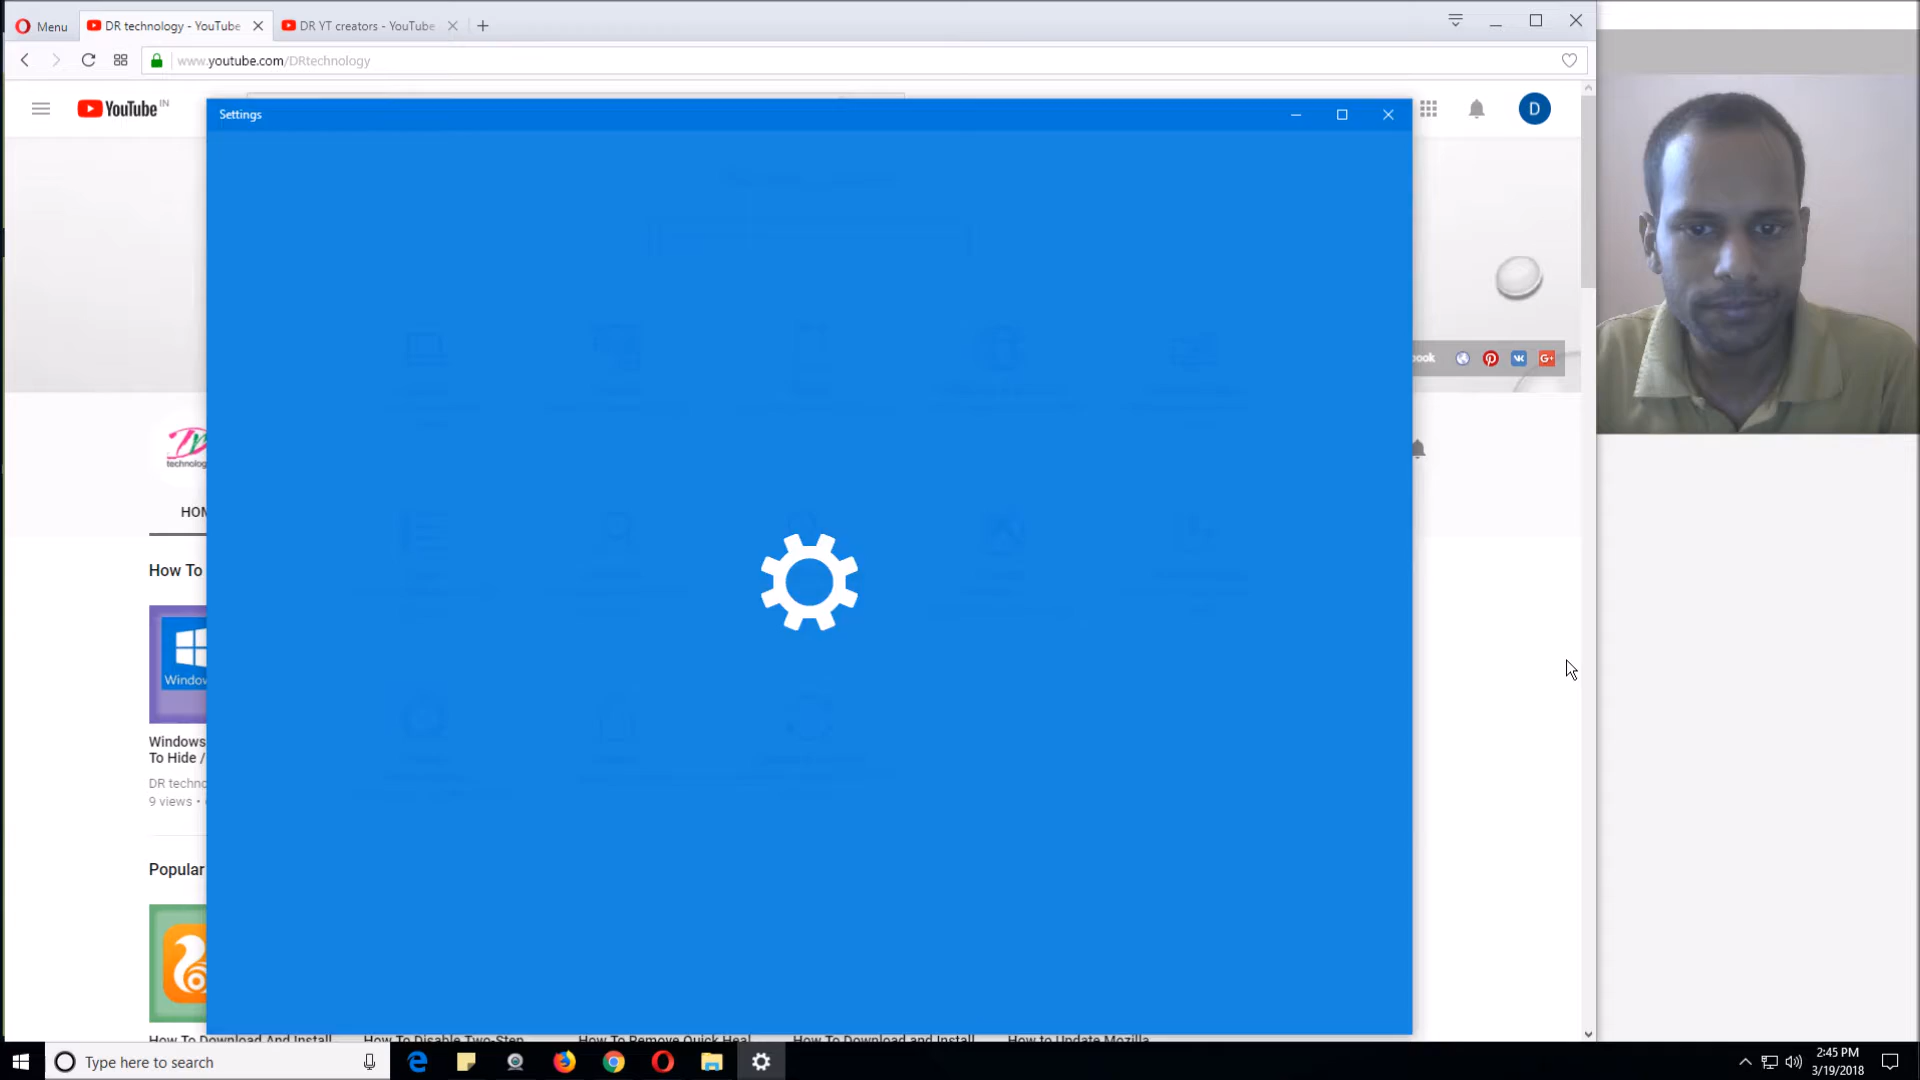 Menu
DR technology - YouTube
DR YT creators - YouTube
www.youtube.com/DRtechnology
YouTube IN
D
Settings
book
technology
HOM
How To
Window
Windows
To Hide /
DR techno
9 views •
Popular
How To Download And Install
How To Disable Two-Step
How To Remove Quick Heal
How To Download and Install
How to Update Mozilla
Type here to search
2:45 PM
3/19/2018